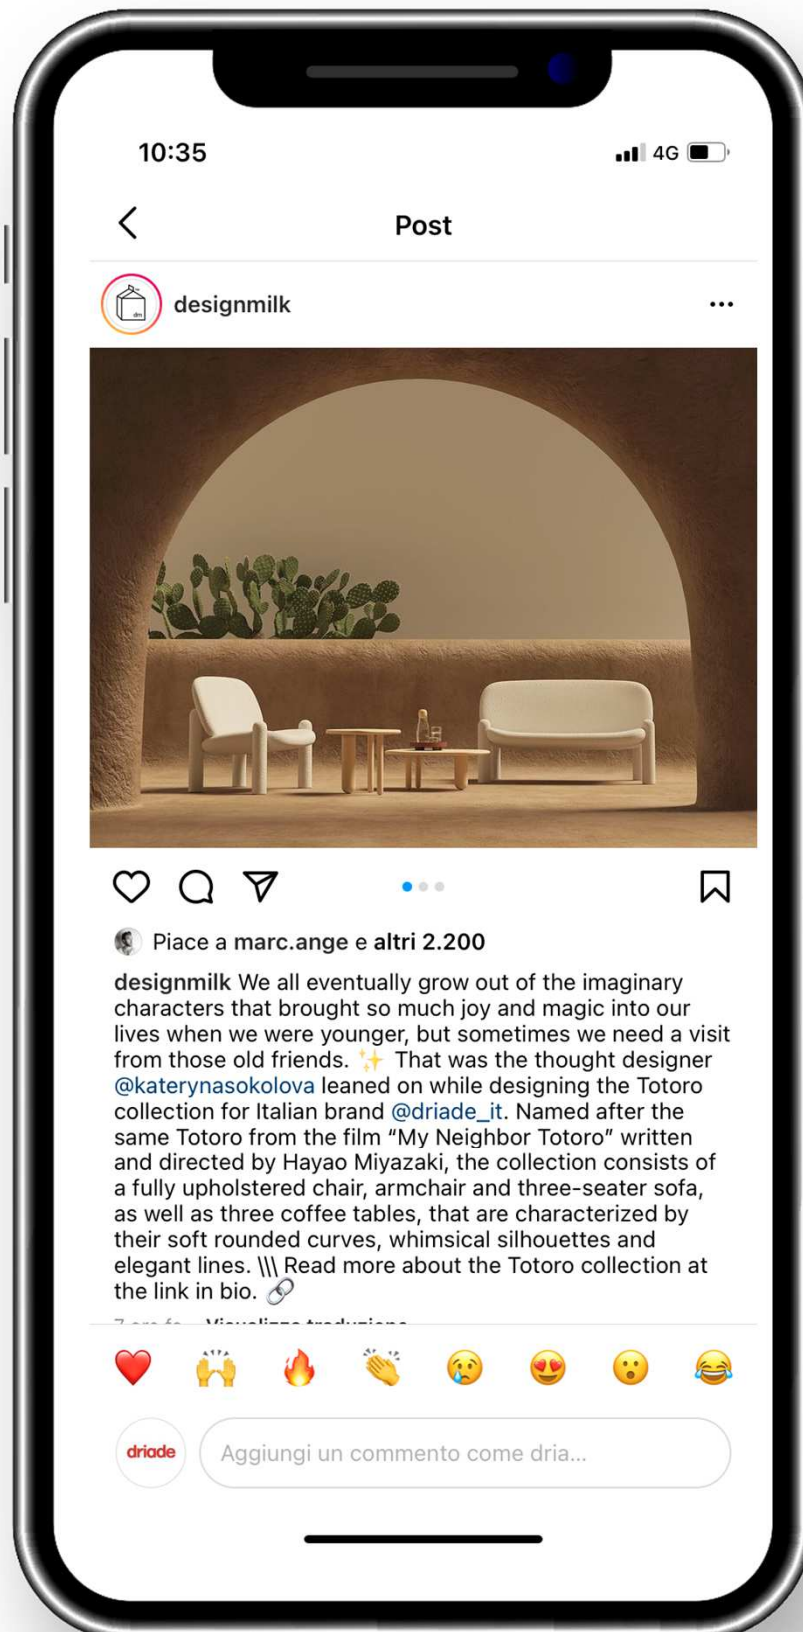 10:35
4G
Post
dm
designmilk
Piace a marc.ange e altri 2.200
designmilk We all eventually grow out of the imaginary
characters that brought so much joy and magic into our
lives when we were younger, but sometimes we need a visit
from those old friends. ✨ That was the thought designer
@katerynasokolova leaned on while designing the Totoro
collection for Italian brand @driade_it. Named after the
same Totoro from the film “My Neighbor Totoro” written
and directed by Hayao Miyazaki, the collection consists of
a fully upholstered chair, armchair and three-seater sofa,
as well as three coffee tables, that are characterized by
their soft rounded curves, whimsical silhouettes and
elegant lines. \\\ Read more about the Totoro collection at
the link in bio. 🔗
7 ore fa Visualizza traduzione
driade
Aggiungi un commento come dria...